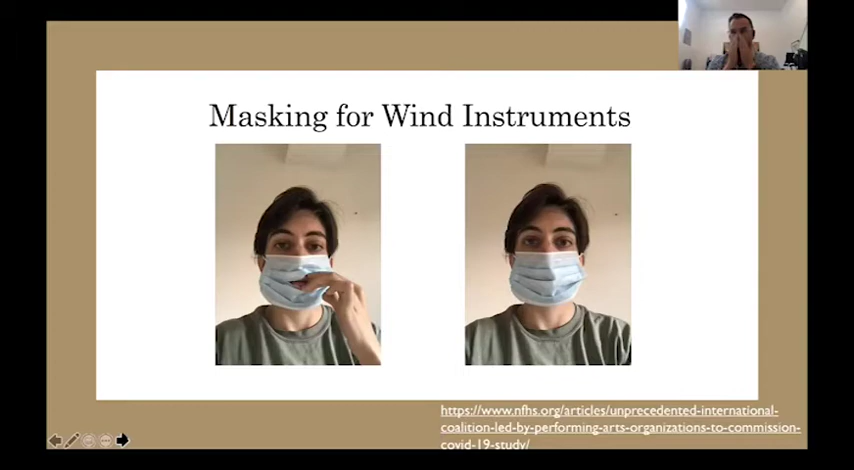 Masking for Wind Instruments
https://www.nfhs.org/articles/unprecedented-international-
coalition-led-by-performing-arts-organizations-to-commission-
covid-19-study/